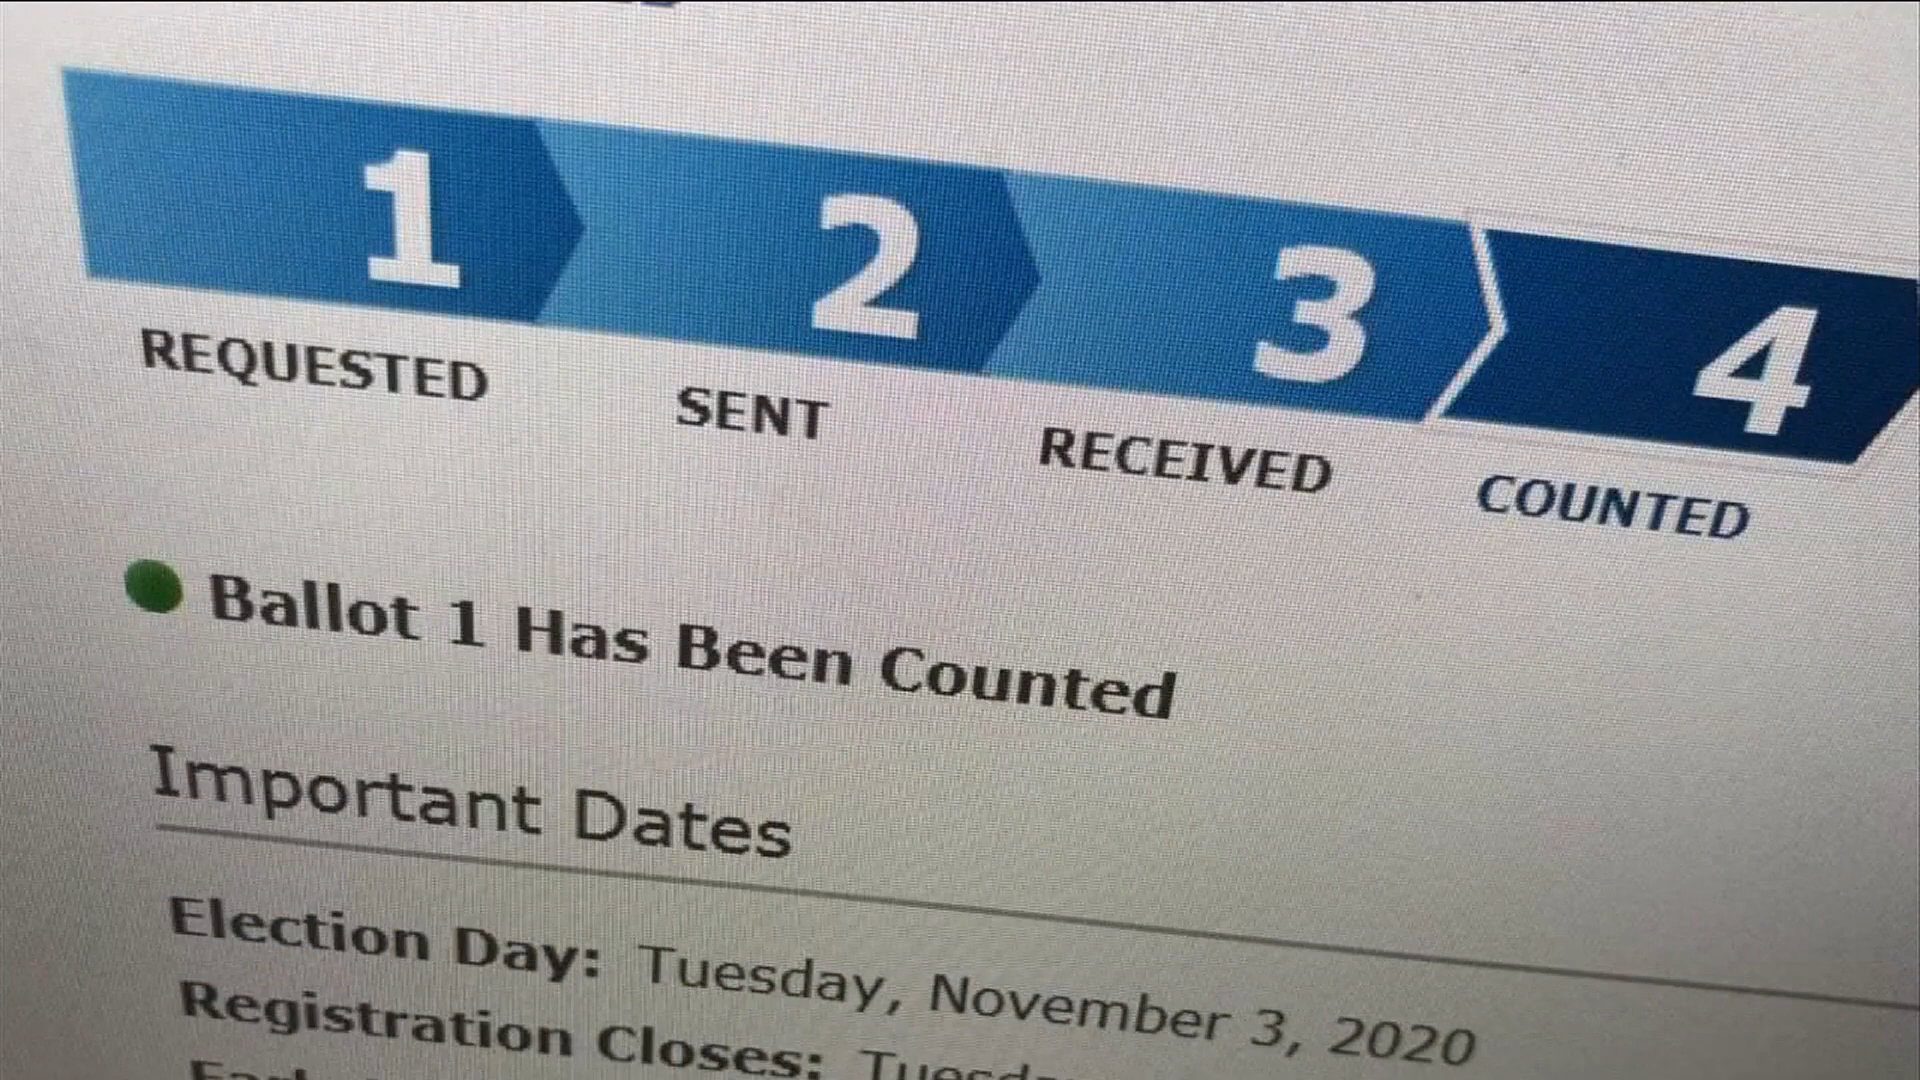 1 2 3 4
REQUESTED SENT RECEIVED COUNTED
Ballot 1 Has Been Counted
Important Dates
Election Day: Tuesday, November 3, 2020
Registration Closes: